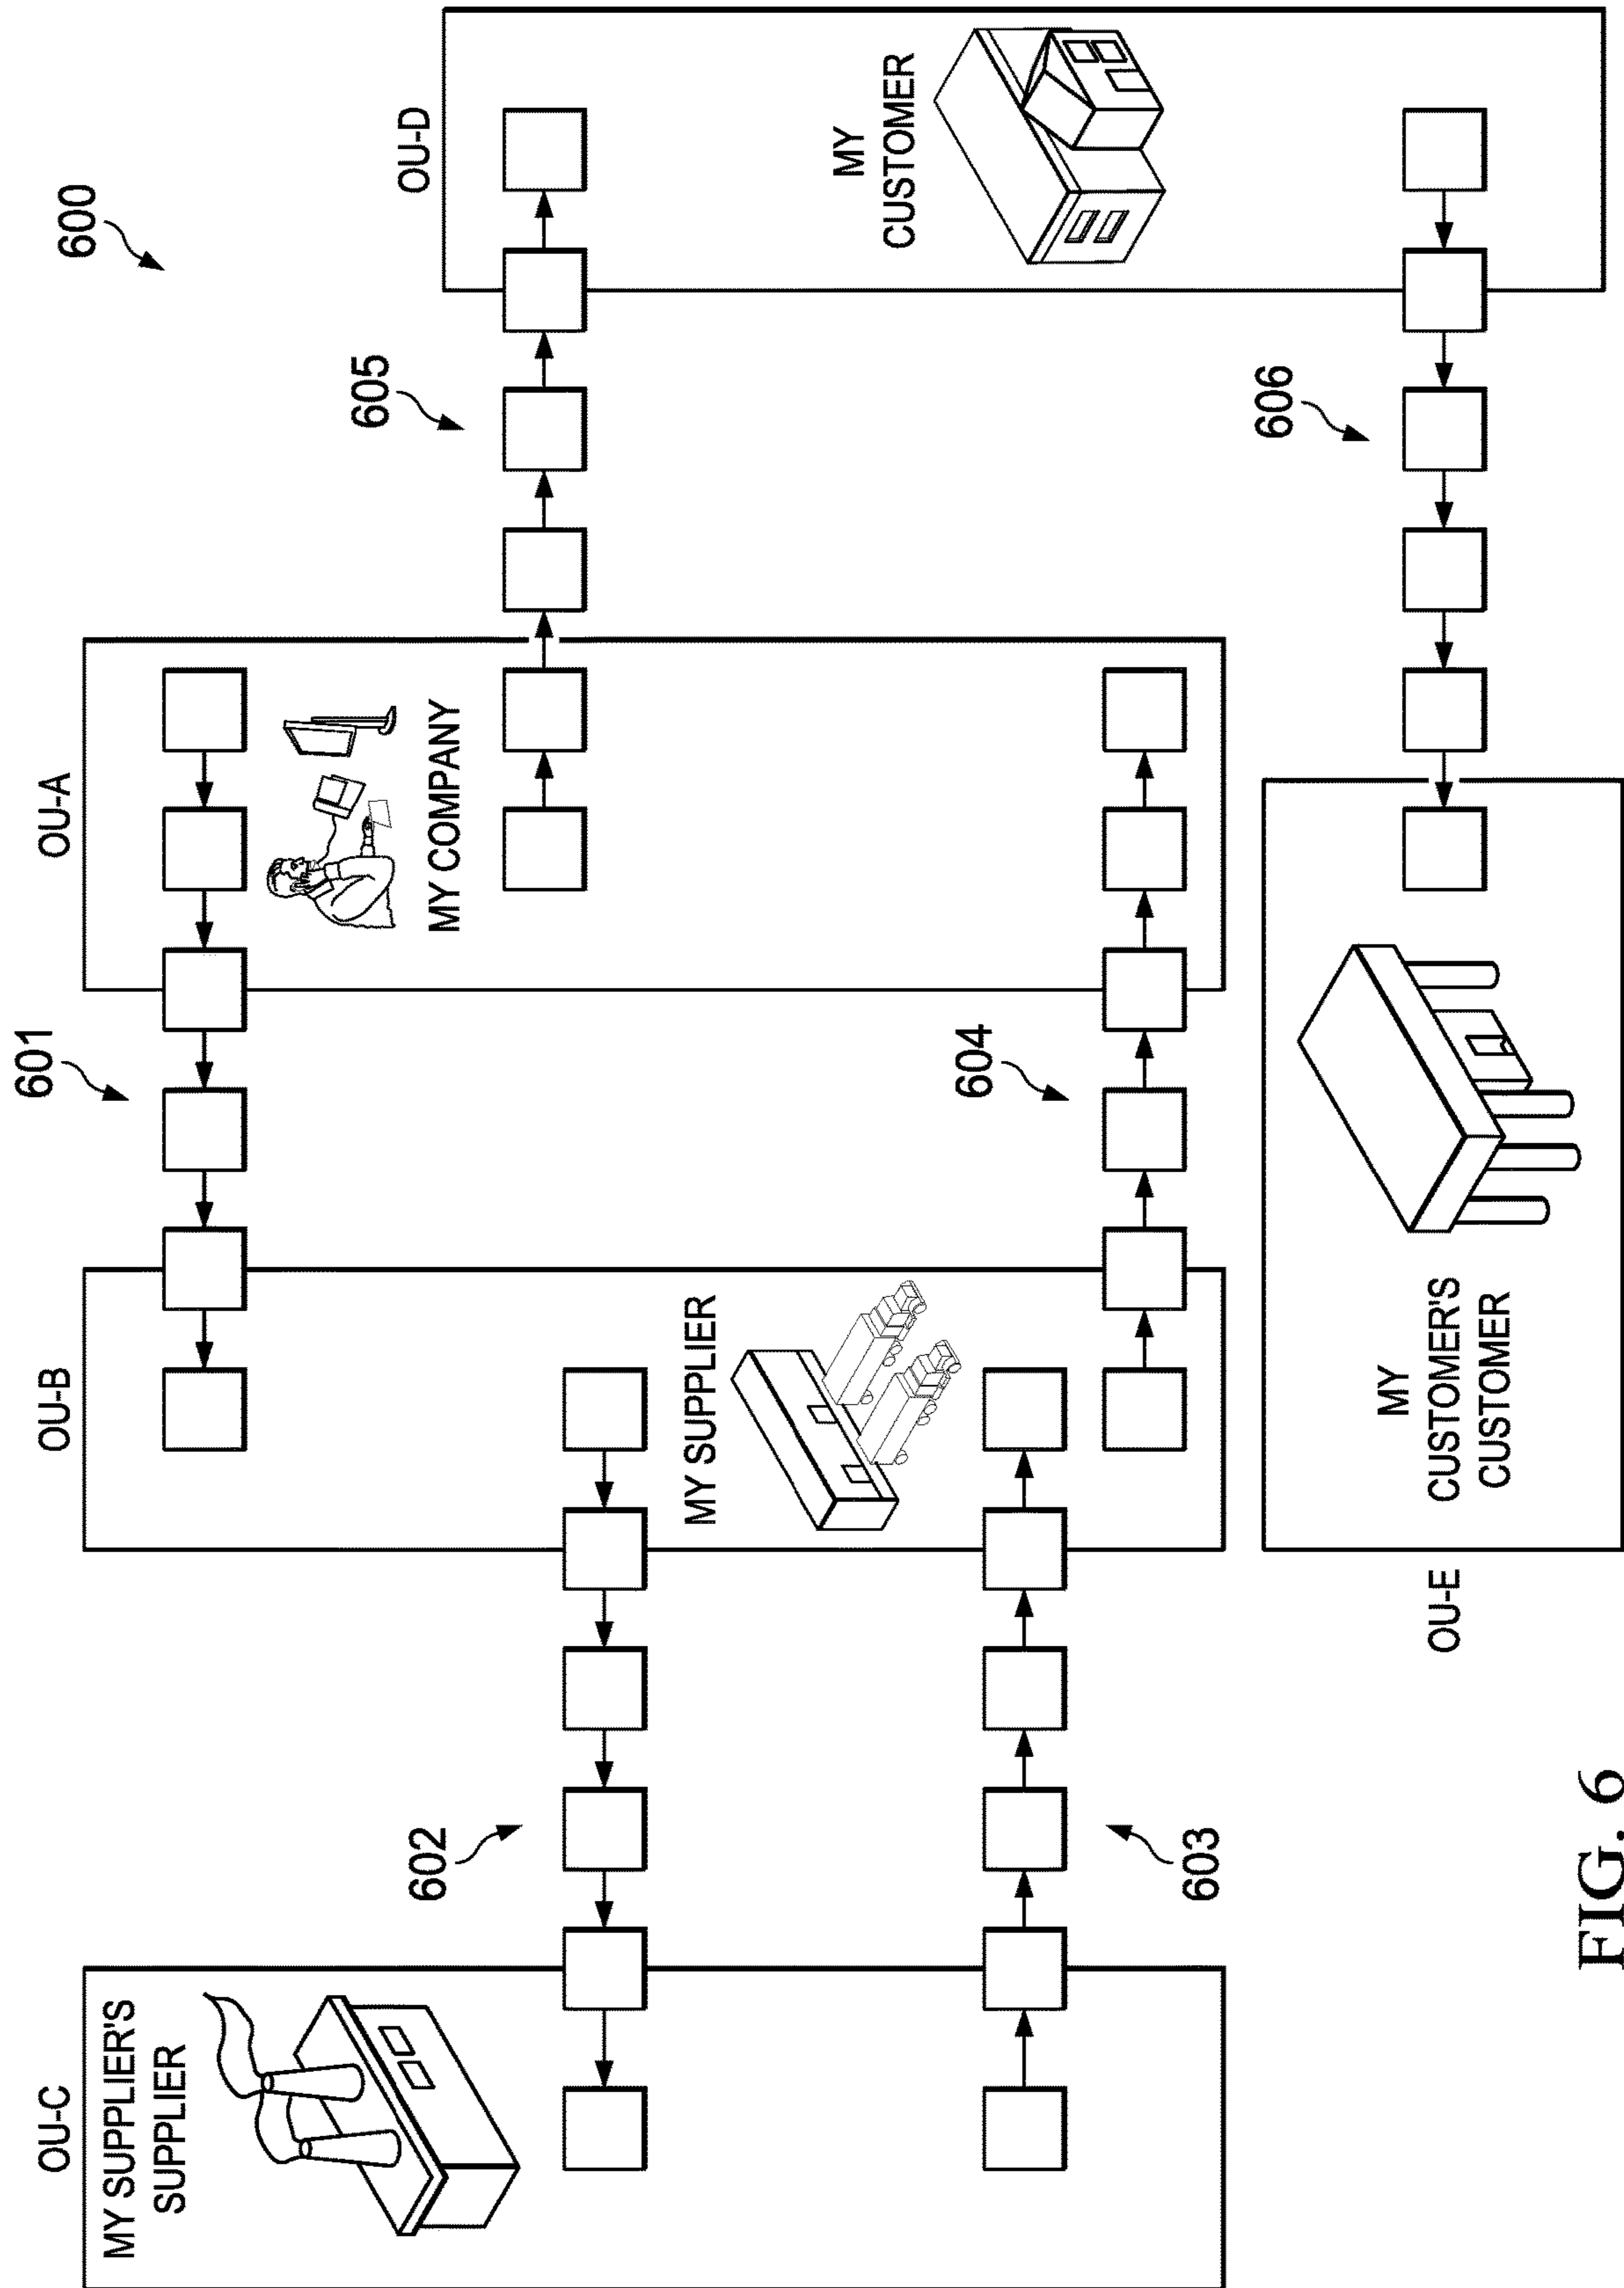 600
OU-C
OU-B
OU-A
OU-D
MY SUPPLIER'S
SUPPLIER
601
605
MY COMPANY
602
MY SUPPLIER
MY
CUSTOMER
603
604
606
OU-E
MY
CUSTOMER'S
CUSTOMER
FIG. 6